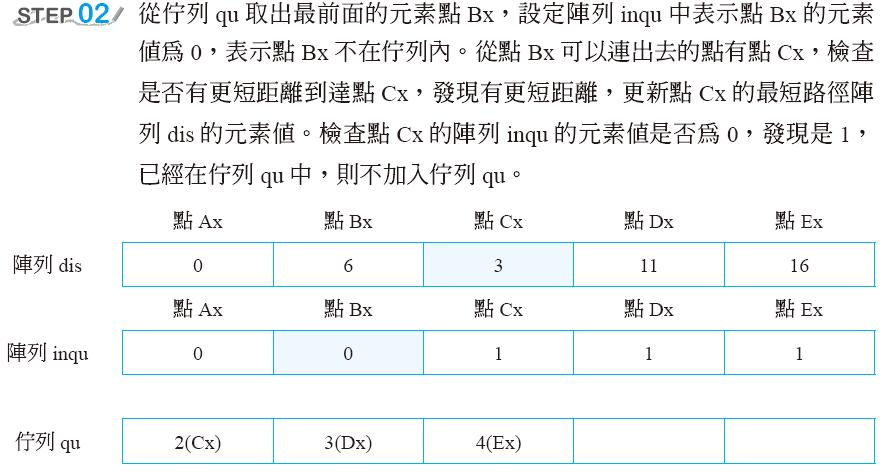 STEP 02 從佇列 qu 取出最前面的元素點 Bx，設定陣列 inqu 中表示點 Bx 的元素
值為 0，表示點 Bx 不在佇列內。從點 Bx 可以連出去的點有點 Cx，檢查
是否有更短距離到達點 Cx，發現有更短距離，更新點 Cx 的最短路徑陣
列 dis 的元素值。檢查點 Cx 的陣列 inqu 的元素值是否為 0，發現是 1，
已經在佇列 qu 中，則不加入佇列 qu。
點 Ax 點 Bx 點 Cx 點 Dx 點 Ex
陣列 dis 0 6 3 11 16
點 Ax 點 Bx 點 Cx 點 Dx 點 Ex
陣列 inqu 0 0 1 1 1
佇列 qu 2(Cx) 3(Dx) 4(Ex)